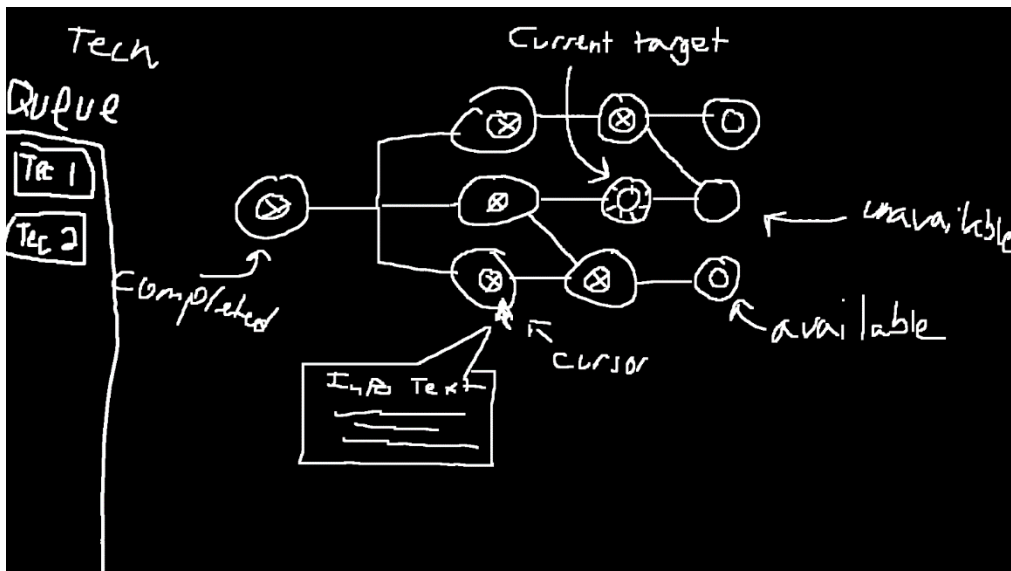 Tech
Current target
Queue
Tec 1
Tec 2
unavailable
Completed
available
cursor
Info Text